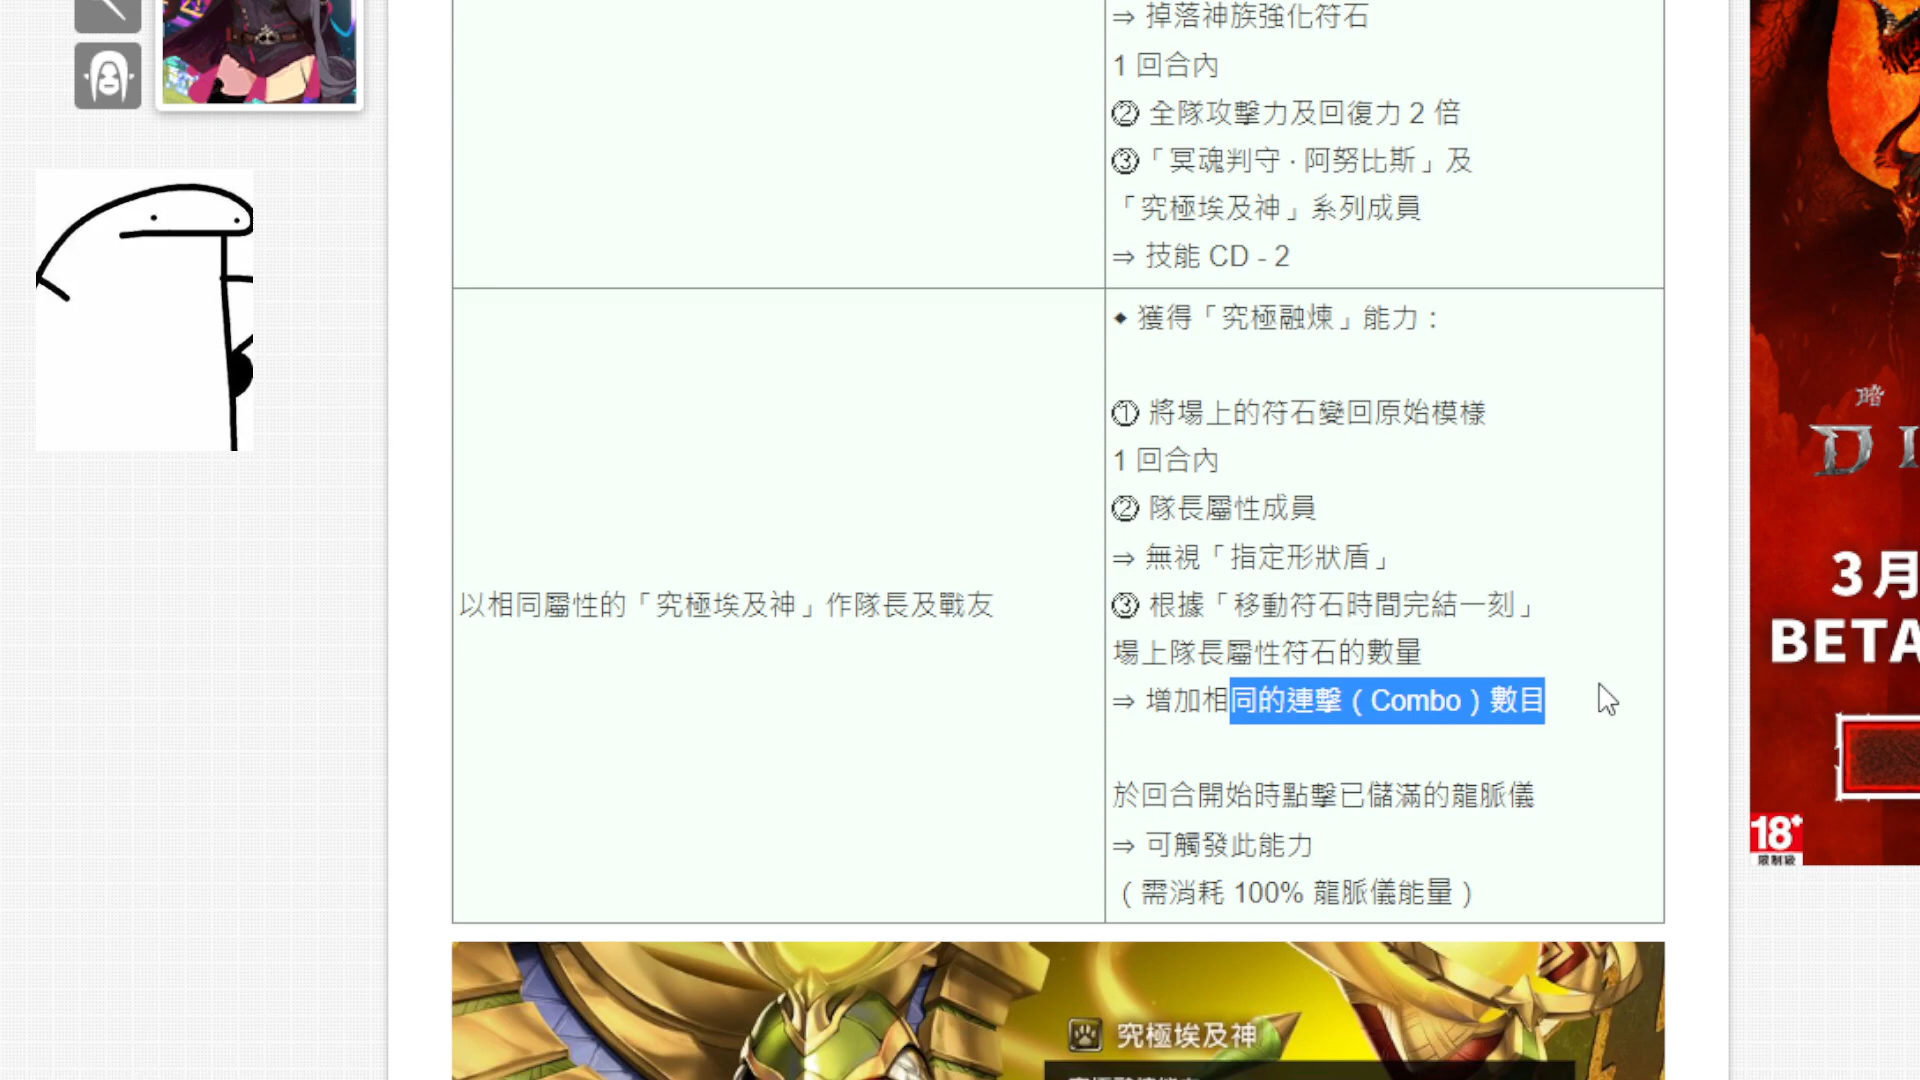 ⇒ 掉落神族強化符石
1 回合內
② 全隊攻擊力及回復力 2 倍
③「冥魂判守 ‧ 阿努比斯」及
「究極埃及神」系列成員
⇒ 技能 CD - 2
以相同屬性的「究極埃及神」作隊長及戰友
◆ 獲得「究極融煉」能力：
① 將場上的符石變回原始模樣
1 回合內
② 隊長屬性成員
⇒ 無視「指定形狀盾」
③ 根據「移動符石時間完結一刻」
場上隊長屬性符石的數量
⇒ 增加相同的連擊（Combo）數目
於回合開始時點擊已儲滿的龍脈儀
⇒ 可觸發此能力
（需消耗 100% 龍脈儀能量）
究極埃及神
暗
DI
3月
BETA
18+
限制級